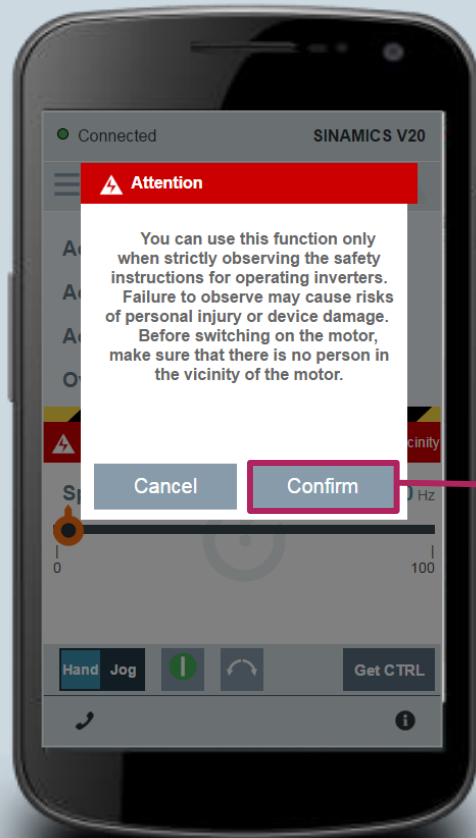 Connected
SINAMICS V20
Attention
You can use this function only
when strictly observing the safety
instructions for operating inverters.
Failure to observe may cause risks
of personal injury or device damage.
Before switching on the motor,
make sure that there is no person in
the vicinity of the motor.
Cancel
Confirm
Hz
0
100
Hand
Jog
Get CTRL